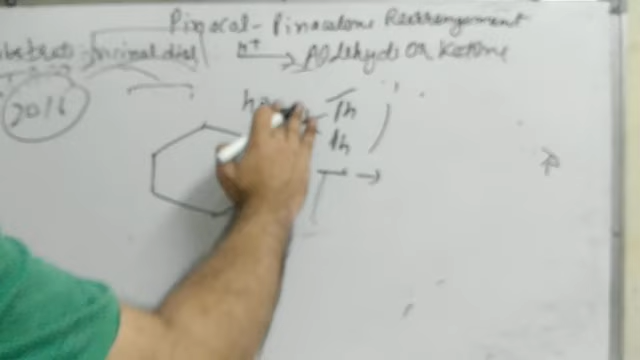 Pinacol-Pinacolone Rearrangement
Substrate Vicinal diol H+ → Aldehyde or Ketone
2016
Ph
Ph